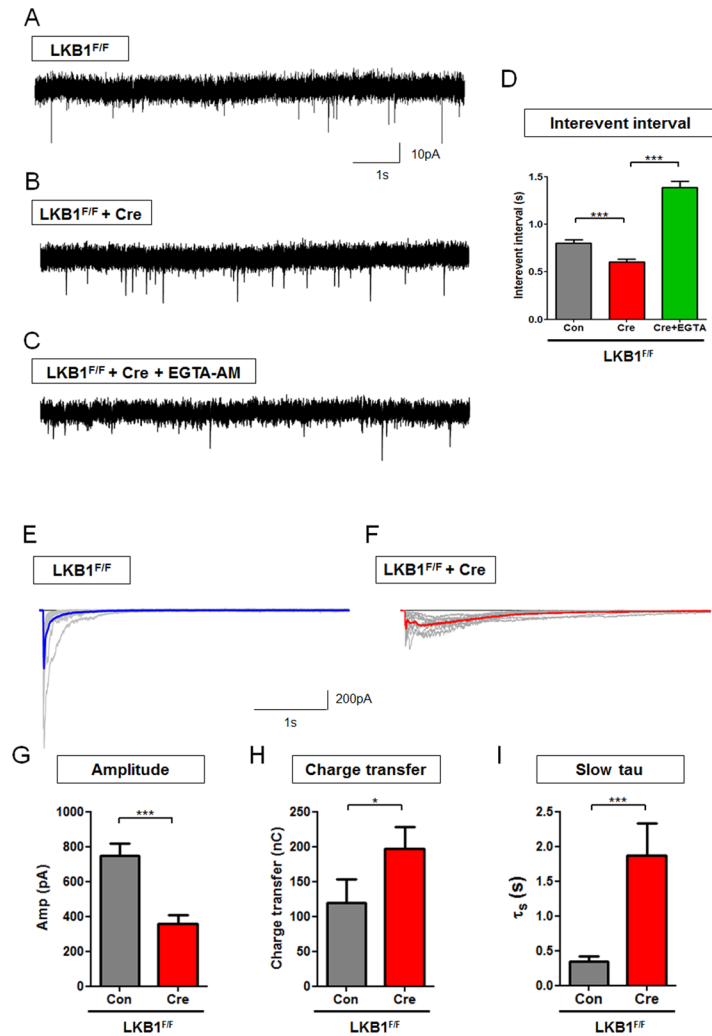 A
LKB1F/F
10pA
1s
B
LKB1F/F + Cre
C
LKB1F/F + Cre + EGTA-AM
D
Interevent interval
Interevent interval (s)
1.5
1.0
0.5
0.0
***
***
Con Cre Cre+EGTA
LKB1F/F
E
LKB1F/F
F
LKB1F/F + Cre
200pA
1s
G
Amplitude
Amp (pA)
1000
800
600
400
200
0
***
Con Cre
LKB1F/F
H
Charge transfer
Charge transfer (nC)
250
200
150
100
50
0
*
Con Cre
LKB1F/F
I
Slow tau
τs (s)
2.5
2.0
1.5
1.0
0.5
0.0
***
Con Cre
LKB1F/F